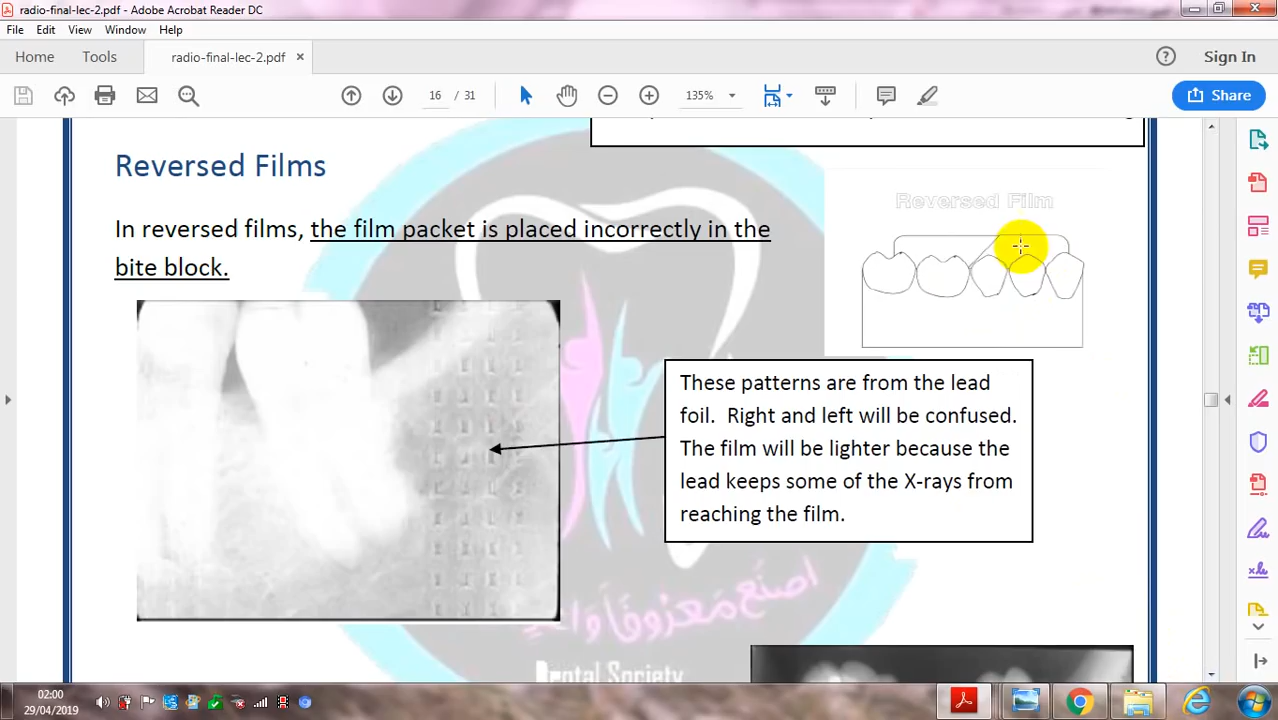 radio-final-lec-2.pdf - Adobe Acrobat Reader DC
File Edit View Window Help
Home Tools radio-final-lec-2.pdf × Sign In
16 / 31 135% Share
Reversed Films
Reversed Film
In reversed films, the film packet is placed incorrectly in the
bite block.
These patterns are from the lead
foil. Right and left will be confused.
The film will be lighter because the
lead keeps some of the X-rays from
reaching the film.
اصنع معروفا
Dental Society
02:00
29/04/2019